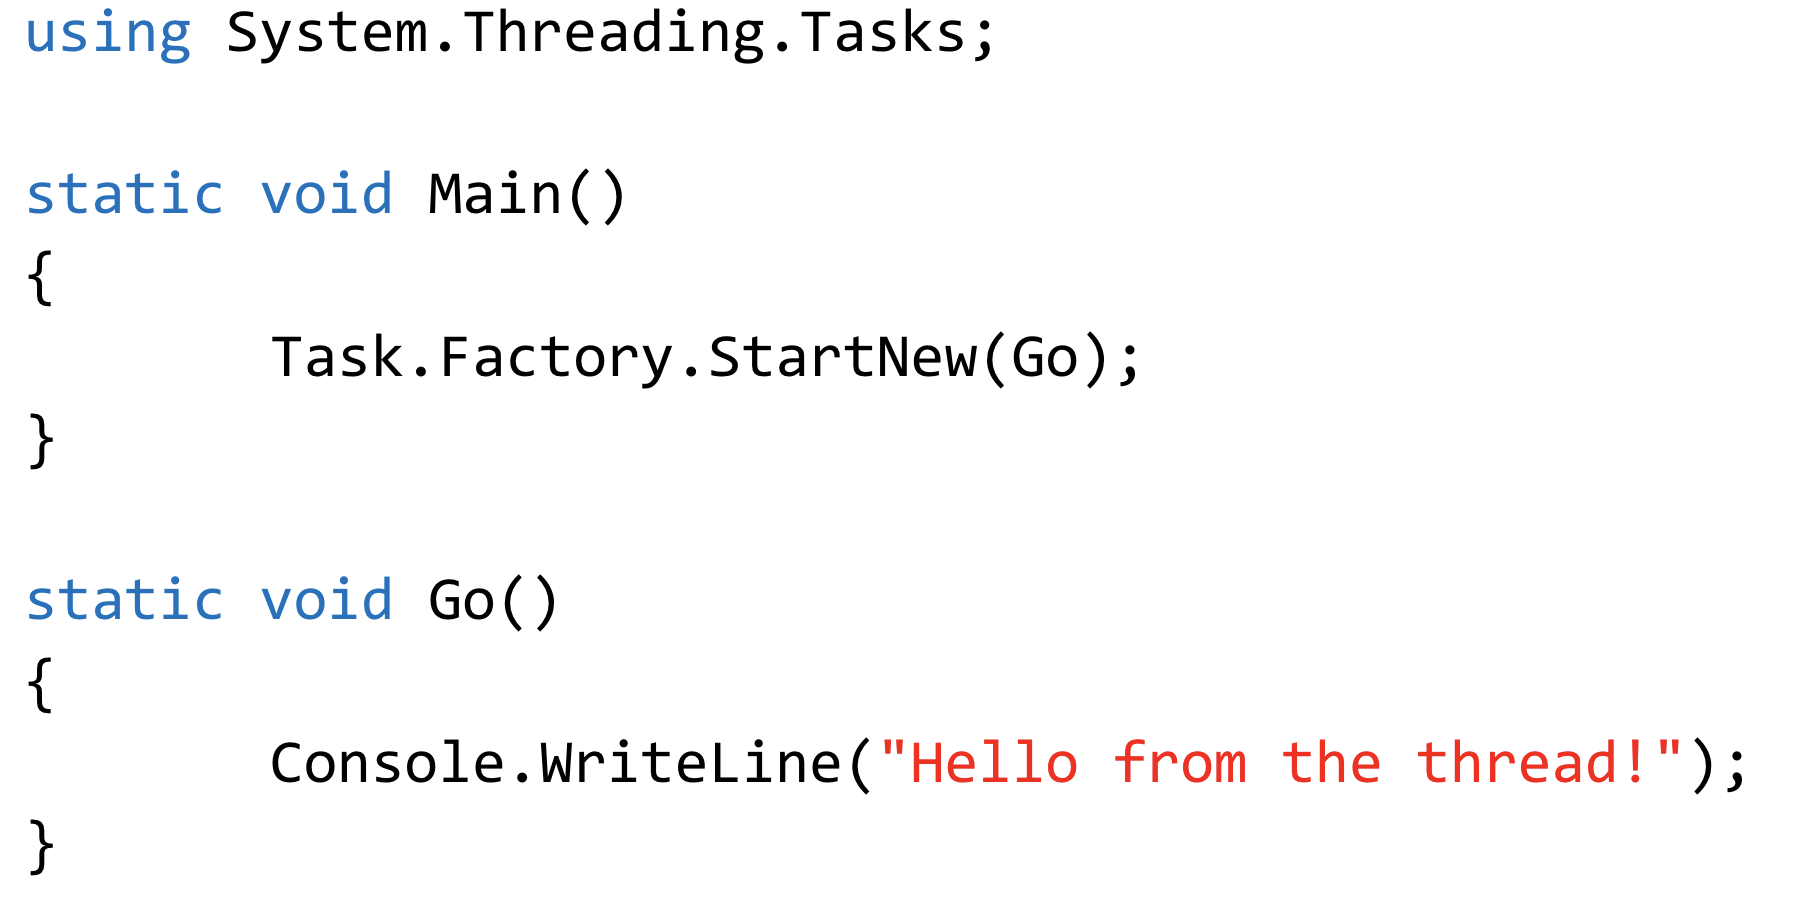 using System.Threading.Tasks;
static void Main()
{
Task.Factory.StartNew(Go);
}
static void Go()
{
Console.WriteLine("Hello from the thread!");
}